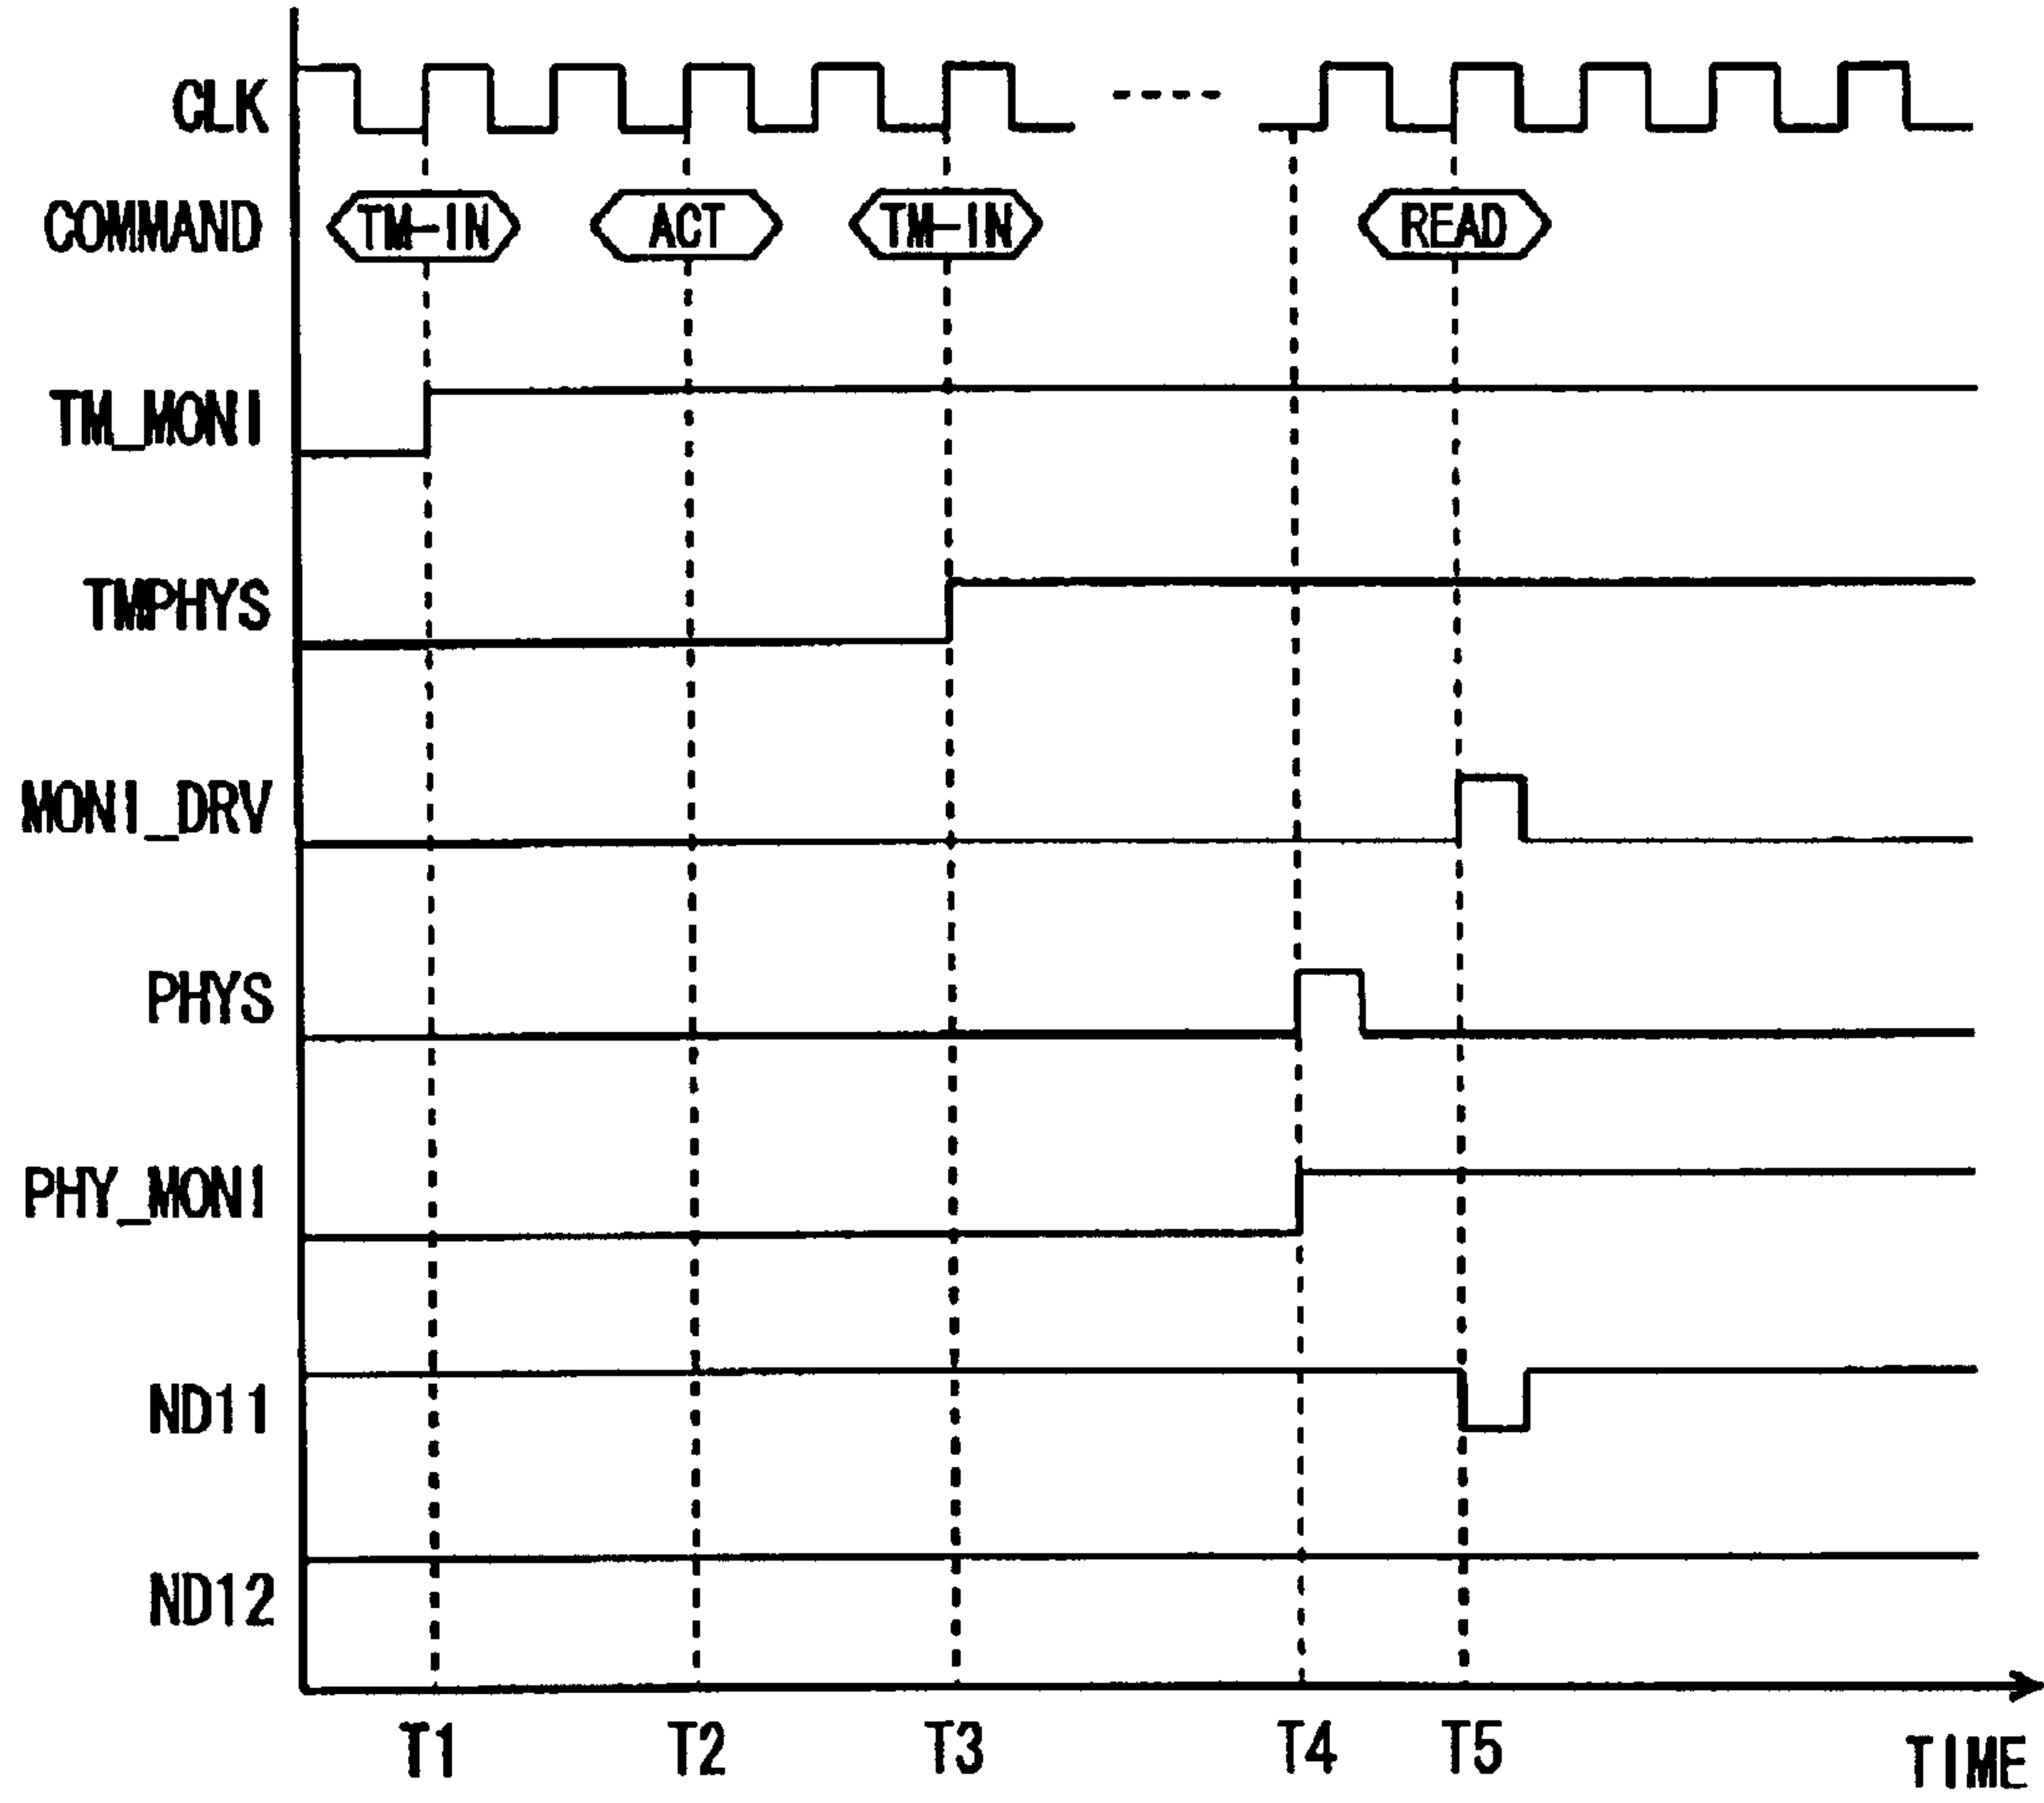 CLK
COMMAND TM-IN ACT TM-IN READ
TM_MONI
TMPHYS
MONI_DRV
PHYS
PHY_MONI
ND11
ND12
T1 T2 T3 T4 T5 TIME